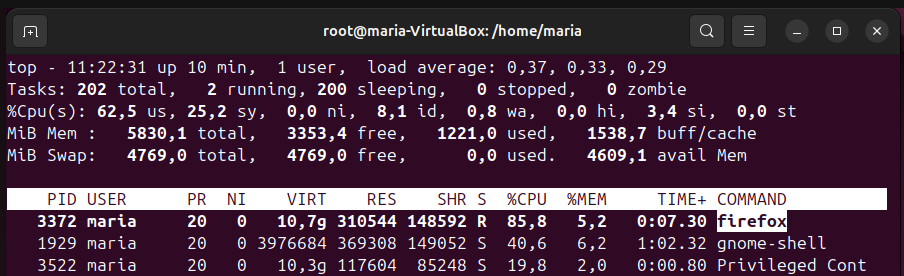 root@maria-VirtualBox: /home/maria
top - 11:22:31 up 10 min,  1 user,  load average: 0,37, 0,33, 0,29
Tasks: 202 total,   2 running, 200 sleeping,   0 stopped,   0 zombie
%Cpu(s): 62,5 us, 25,2 sy,  0,0 ni,  8,1 id,  0,8 wa,  0,0 hi,  3,4 si,  0,0 st
MiB Mem :   5830,1 total,   3353,4 free,   1221,0 used,   1538,7 buff/cache
MiB Swap:   4769,0 total,   4769,0 free,      0,0 used.   4609,1 avail Mem
PID USER      PR  NI    VIRT    RES    SHR S  %CPU  %MEM     TIME+ COMMAND
3372 maria     20   0   10,7g 310544 148592 R  85,8   5,2   0:07.30 firefox
1929 maria     20   0 3976684 369308 149052 S  40,6   6,2   1:02.32 gnome-shell
3522 maria     20   0   10,3g 117604  85248 S  19,8   2,0   0:00.80 Privileged Cont